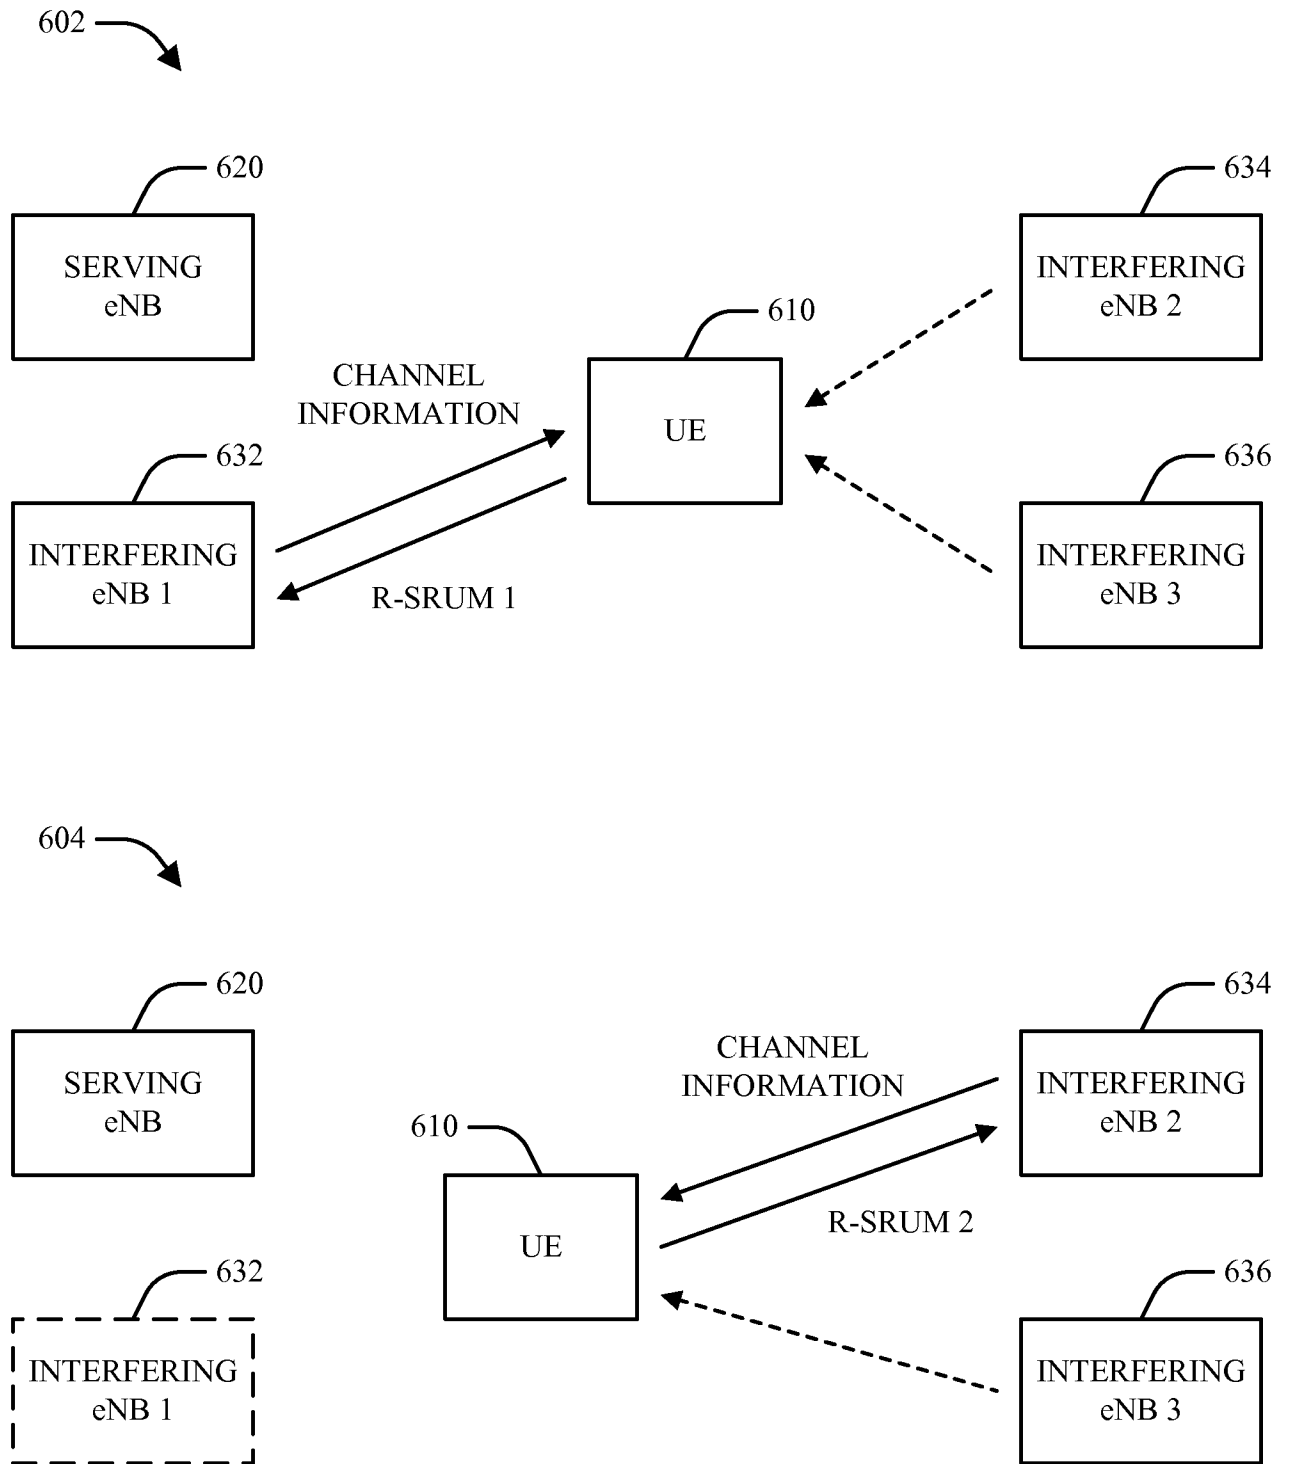 602
620
634
SERVING
eNB
INTERFERING
eNB 2
610
CHANNEL
INFORMATION
UE
632
636
INTERFERING
eNB 1
R-SRUM 1
INTERFERING
eNB 3
604
620
634
SERVING
eNB
CHANNEL
INFORMATION
INTERFERING
eNB 2
610
R-SRUM 2
UE
632
636
INTERFERING
eNB 1
INTERFERING
eNB 3